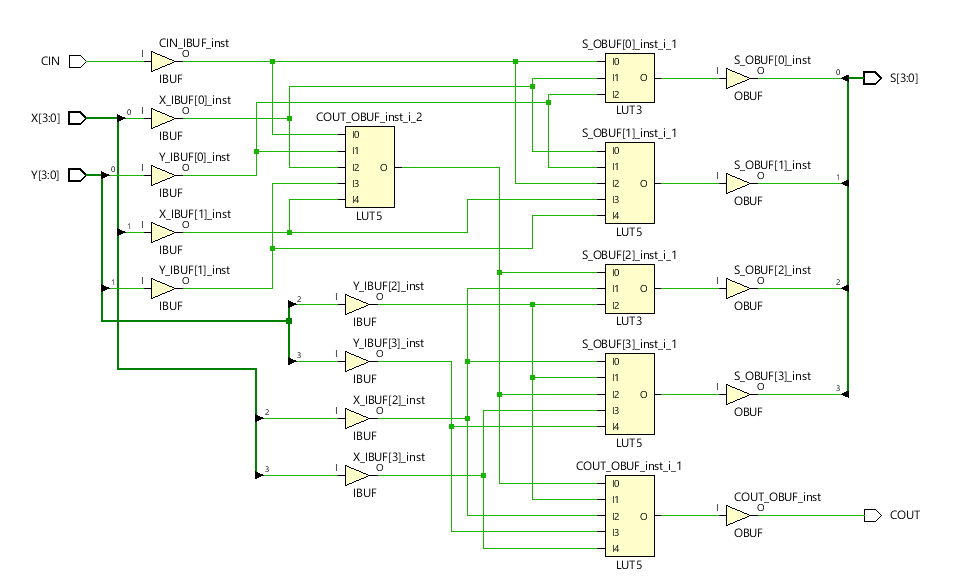 CIN_IBUF_inst
CIN
I
O
IBUF
X[3:0]
0
X_IBUF[0]_inst
I
O
IBUF
Y[3:0]
0
Y_IBUF[0]_inst
I
O
IBUF
1
X_IBUF[1]_inst
I
O
IBUF
1
Y_IBUF[1]_inst
I
O
IBUF
COUT_OBUF_inst_i_2
I0
I1
I2
O
I3
I4
LUT5
2
Y_IBUF[2]_inst
I
O
IBUF
3
Y_IBUF[3]_inst
I
O
IBUF
2
X_IBUF[2]_inst
I
O
IBUF
3
X_IBUF[3]_inst
I
O
IBUF
S_OBUF[0]_inst_i_1
I0
I1
O
I2
LUT3
S_OBUF[1]_inst_i_1
I0
I1
I2
O
I3
I4
LUT5
S_OBUF[2]_inst_i_1
I0
I1
O
I2
LUT3
S_OBUF[3]_inst_i_1
I0
I1
I2
O
I3
I4
LUT5
COUT_OBUF_inst_i_1
I0
I1
I2
O
I3
I4
LUT5
S_OBUF[0]_inst
I
O
OBUF
0
S[3:0]
S_OBUF[1]_inst
I
O
OBUF
1
S_OBUF[2]_inst
I
O
OBUF
2
S_OBUF[3]_inst
I
O
OBUF
3
COUT_OBUF_inst
I
O
OBUF
COUT